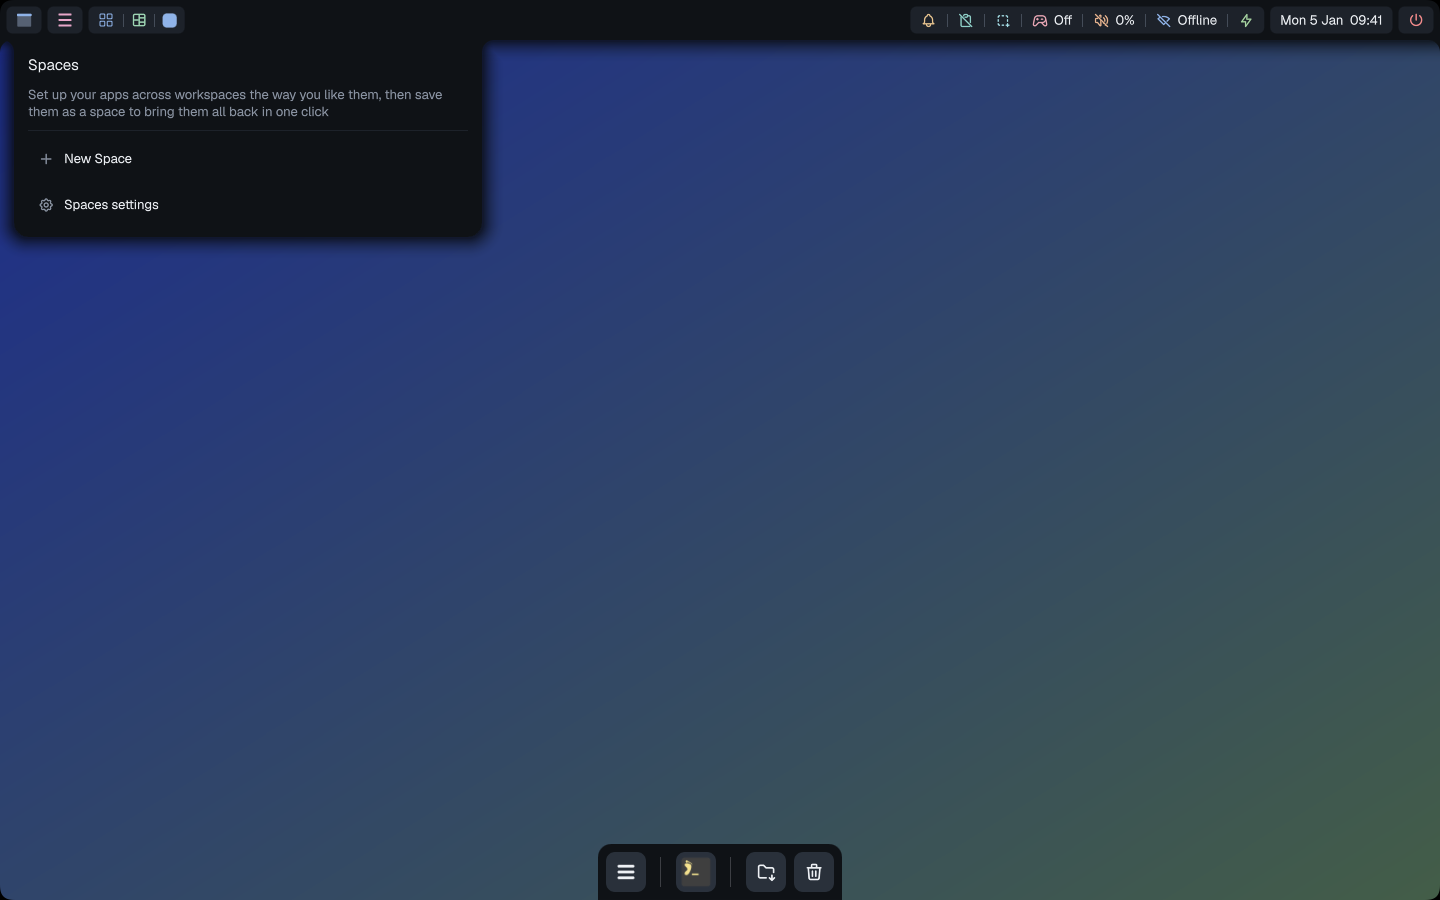 Off
0%
Offline
Mon 5 Jan 09:41
Spaces
Set up your apps across workspaces the way you like them, then save
them as a space to bring them all back in one click
New Space
Spaces settings